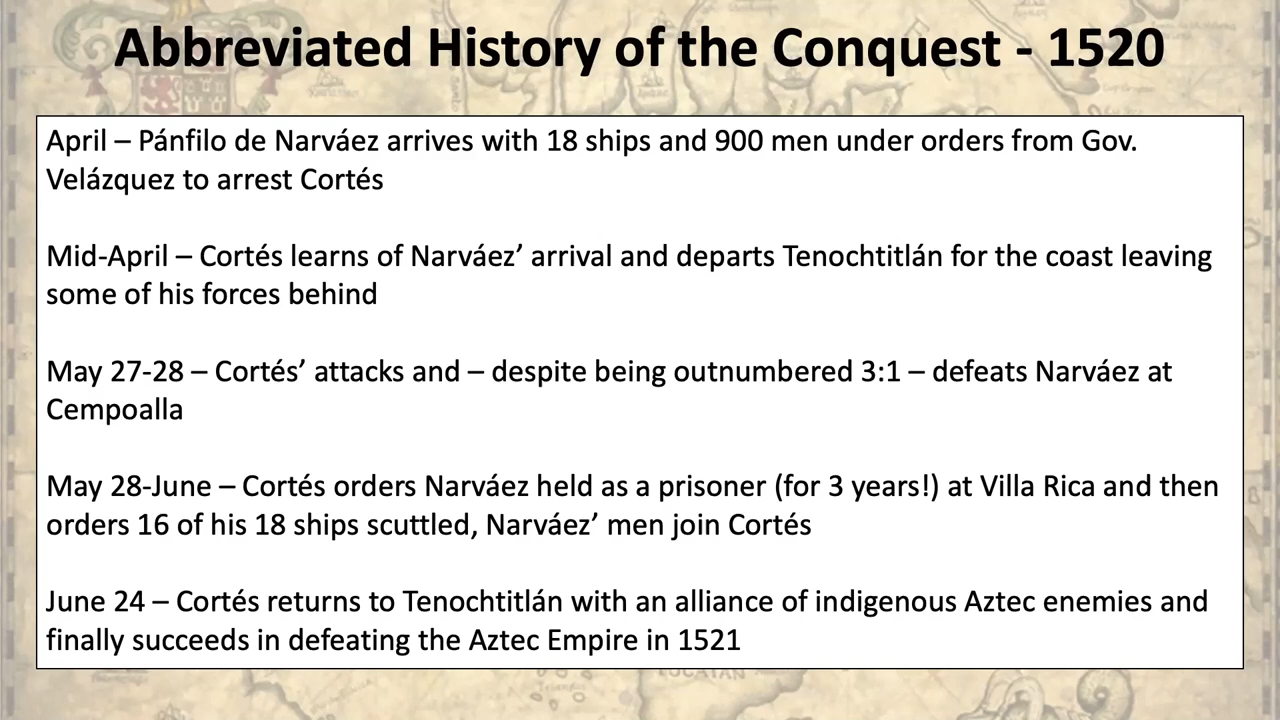 Abbreviated History of the Conquest - 1520
April – Pánfilo de Narváez arrives with 18 ships and 900 men under orders from Gov.
Velázquez to arrest Cortés
Mid-April – Cortés learns of Narváez’ arrival and departs Tenochtitlán for the coast leaving
some of his forces behind
May 27-28 – Cortés’ attacks and – despite being outnumbered 3:1 – defeats Narváez at
Cempoalla
May 28-June – Cortés orders Narváez held as a prisoner (for 3 years!) at Villa Rica and then
orders 16 of his 18 ships scuttled, Narváez’ men join Cortés
June 24 – Cortés returns to Tenochtitlán with an alliance of indigenous Aztec enemies and
finally succeeds in defeating the Aztec Empire in 1521